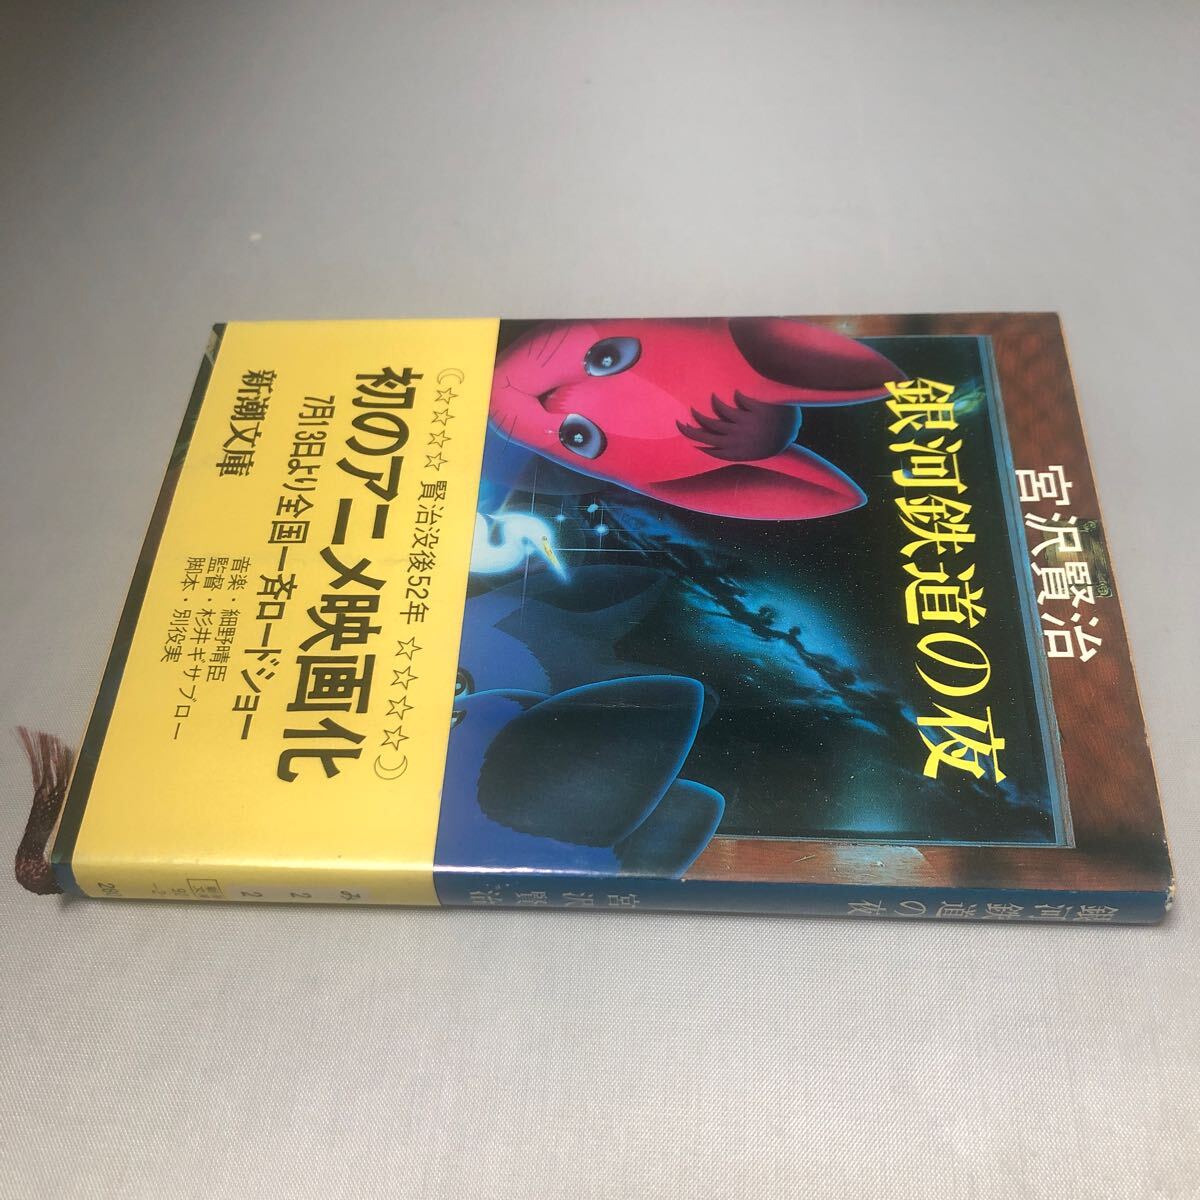 宮沢賢治
銀河鉄道の夜
(☆☆☆☆ 賢治没後52年 ☆☆☆☆☆)
初のアニメ映画化
7月13日より全国一斉ロードショー
音楽・細野晴臣
監督・杉井ギサブロー
脚本・別役実
新潮文庫
銀河鉄道の夜
宮沢賢治
み
2
2